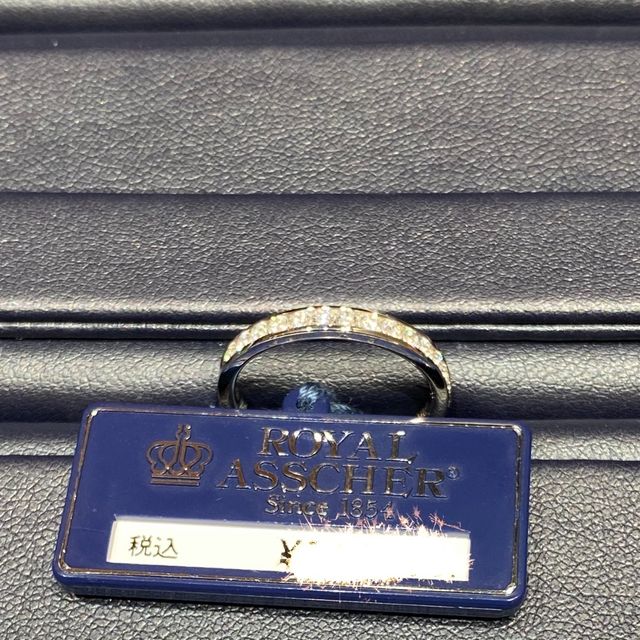 ROYAL
ASSCHER®
Since 1854
税込 ¥